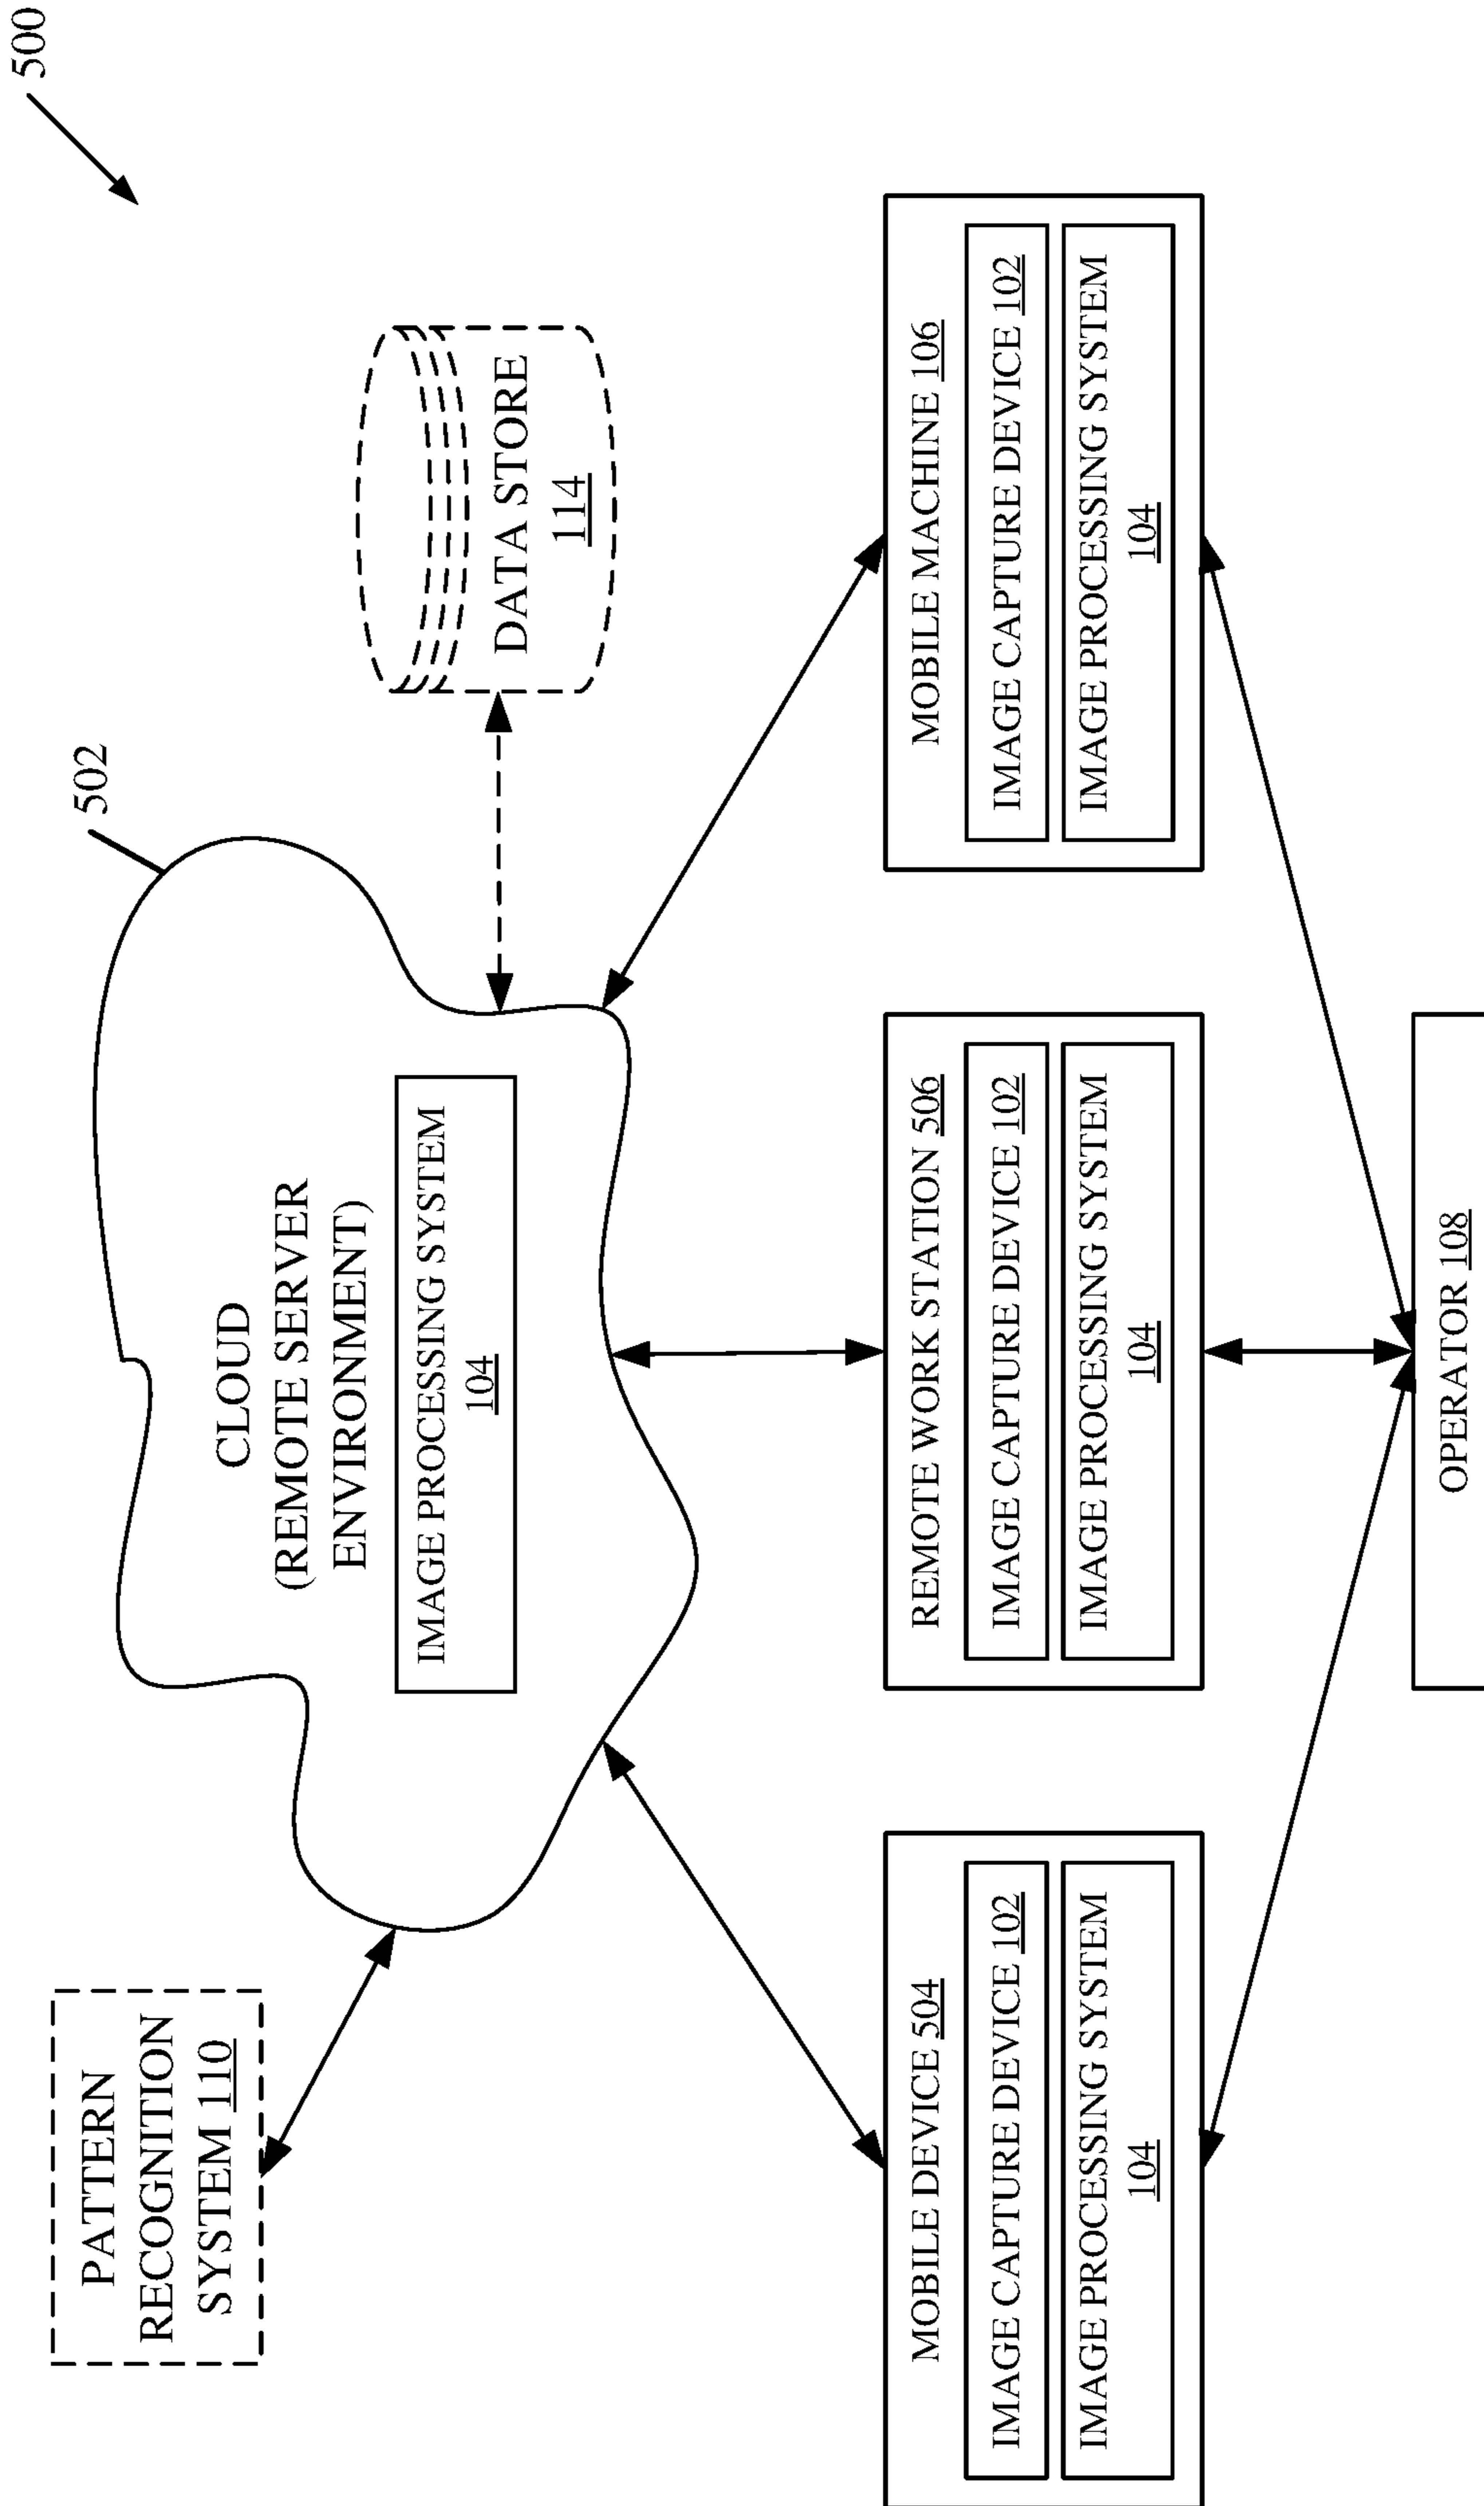 500
502
PATTERN
RECOGNITION
SYSTEM 110
CLOUD
(REMOTE SERVER
ENVIRONMENT)
IMAGE PROCESSING SYSTEM
104
DATA STORE
114
MOBILE DEVICE 504
IMAGE CAPTURE DEVICE 102
IMAGE PROCESSING SYSTEM
104
REMOTE WORK STATION 506
IMAGE CAPTURE DEVICE 102
IMAGE PROCESSING SYSTEM
104
MOBILE MACHINE 106
IMAGE CAPTURE DEVICE 102
IMAGE PROCESSING SYSTEM
104
OPERATOR 108